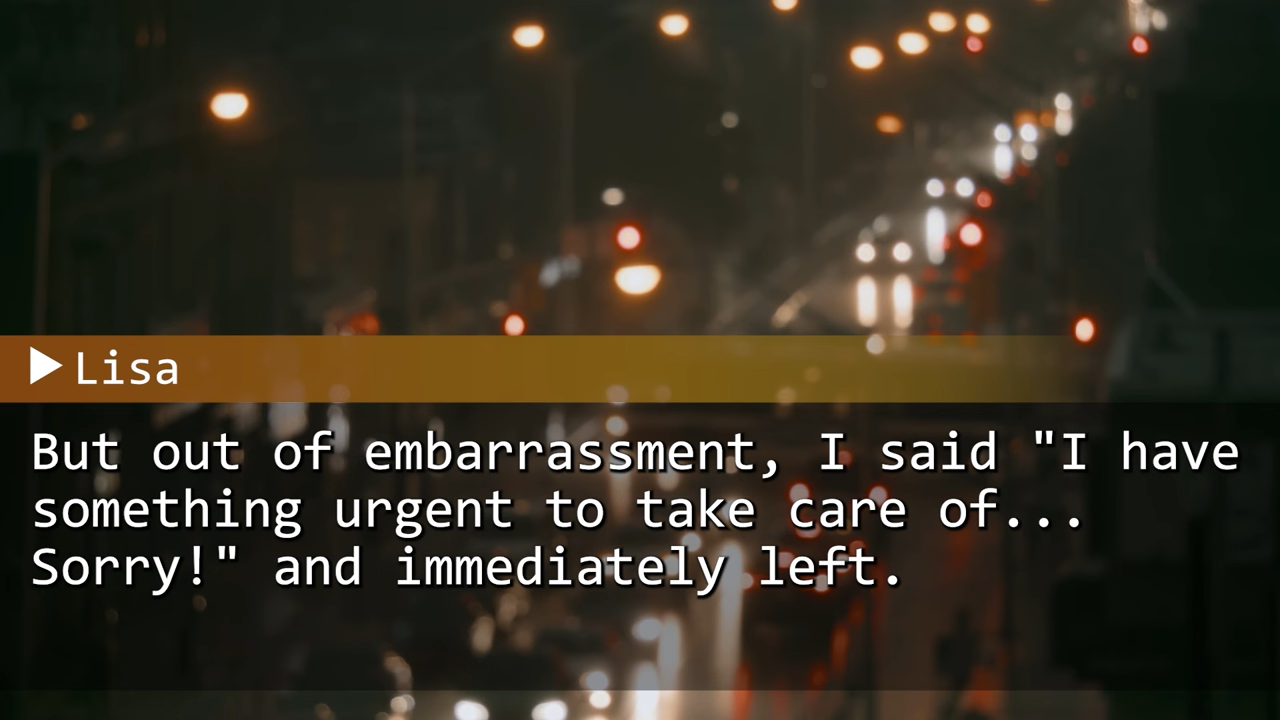 Lisa
But out of embarrassment, I said "I have
something urgent to take care of...
Sorry!" and immediately left.